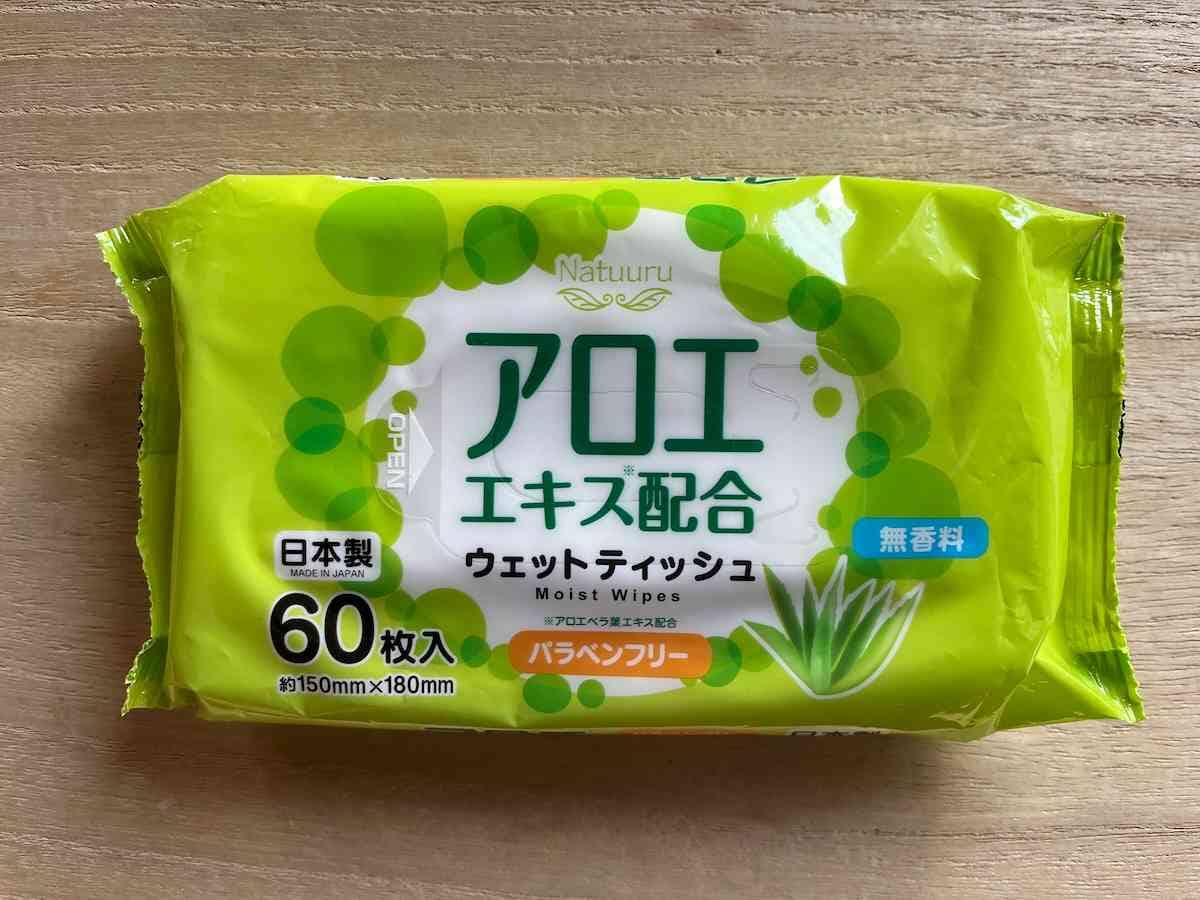 Natuuru
アロエ
エキス※配合
ウェットティッシュ
Moist Wipes
※アロエベラ葉エキス配合
パラベンフリー
無香料
OPEN
日本製
MADE IN JAPAN
60枚入
約150mm×180mm
日本製